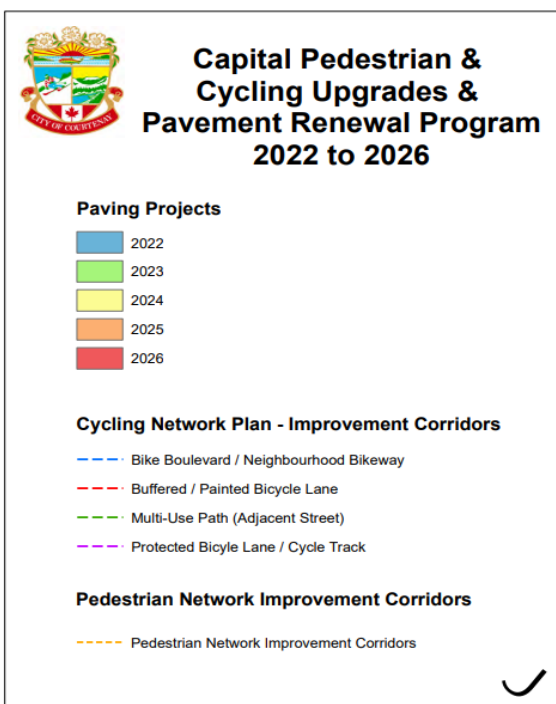 CITY OF COURTENAY
Capital Pedestrian &
Cycling Upgrades &
Pavement Renewal Program
2022 to 2026
Paving Projects
2022
2023
2024
2025
2026
Cycling Network Plan - Improvement Corridors
Bike Boulevard / Neighbourhood Bikeway
Buffered / Painted Bicycle Lane
Multi-Use Path (Adjacent Street)
Protected Bicyle Lane / Cycle Track
Pedestrian Network Improvement Corridors
Pedestrian Network Improvement Corridors